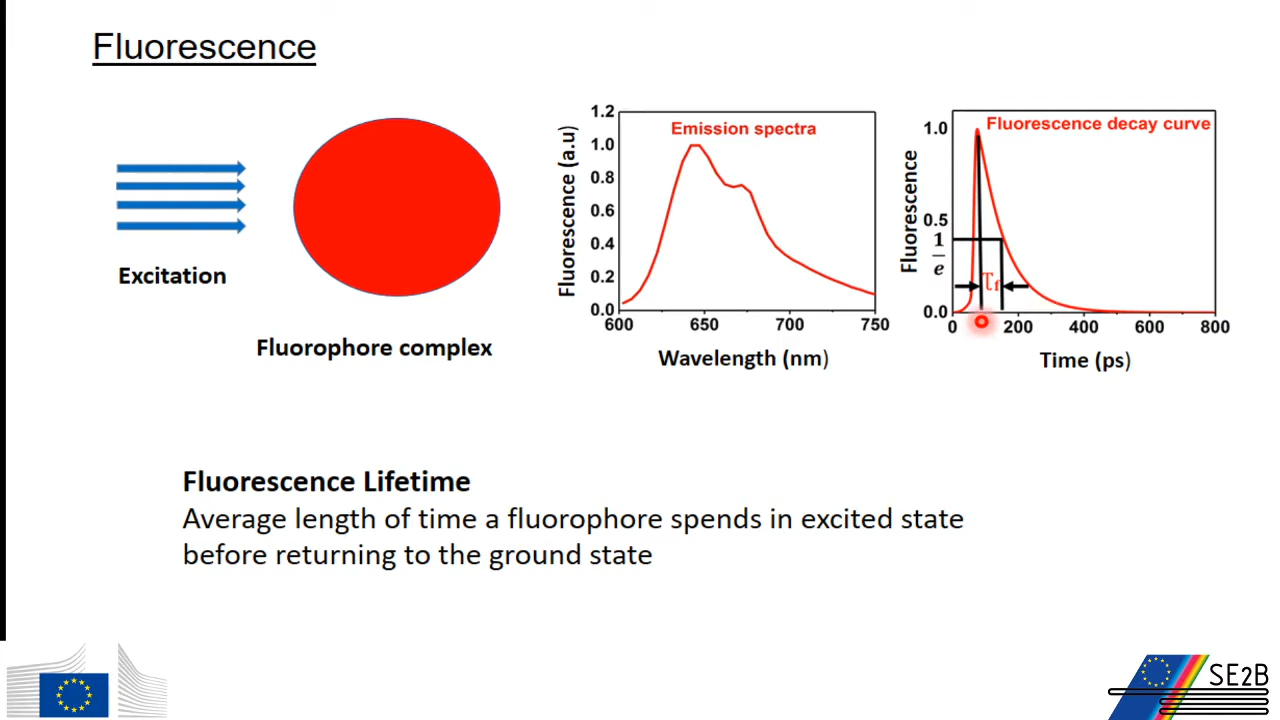 Fluorescence
Excitation
Fluorophore complex
Emission spectra
Fluorescence (a.u)
1.2
1.0
0.8
0.6
0.4
0.2
0.0
600 650 700 750
Wavelength (nm)
Fluorescence decay curve
Fluorescence
1.0
0.5
1
e
0.0
τf
0 200 400 600 800
Time (ps)
Fluorescence Lifetime
Average length of time a fluorophore spends in excited state
before returning to the ground state
SE2B